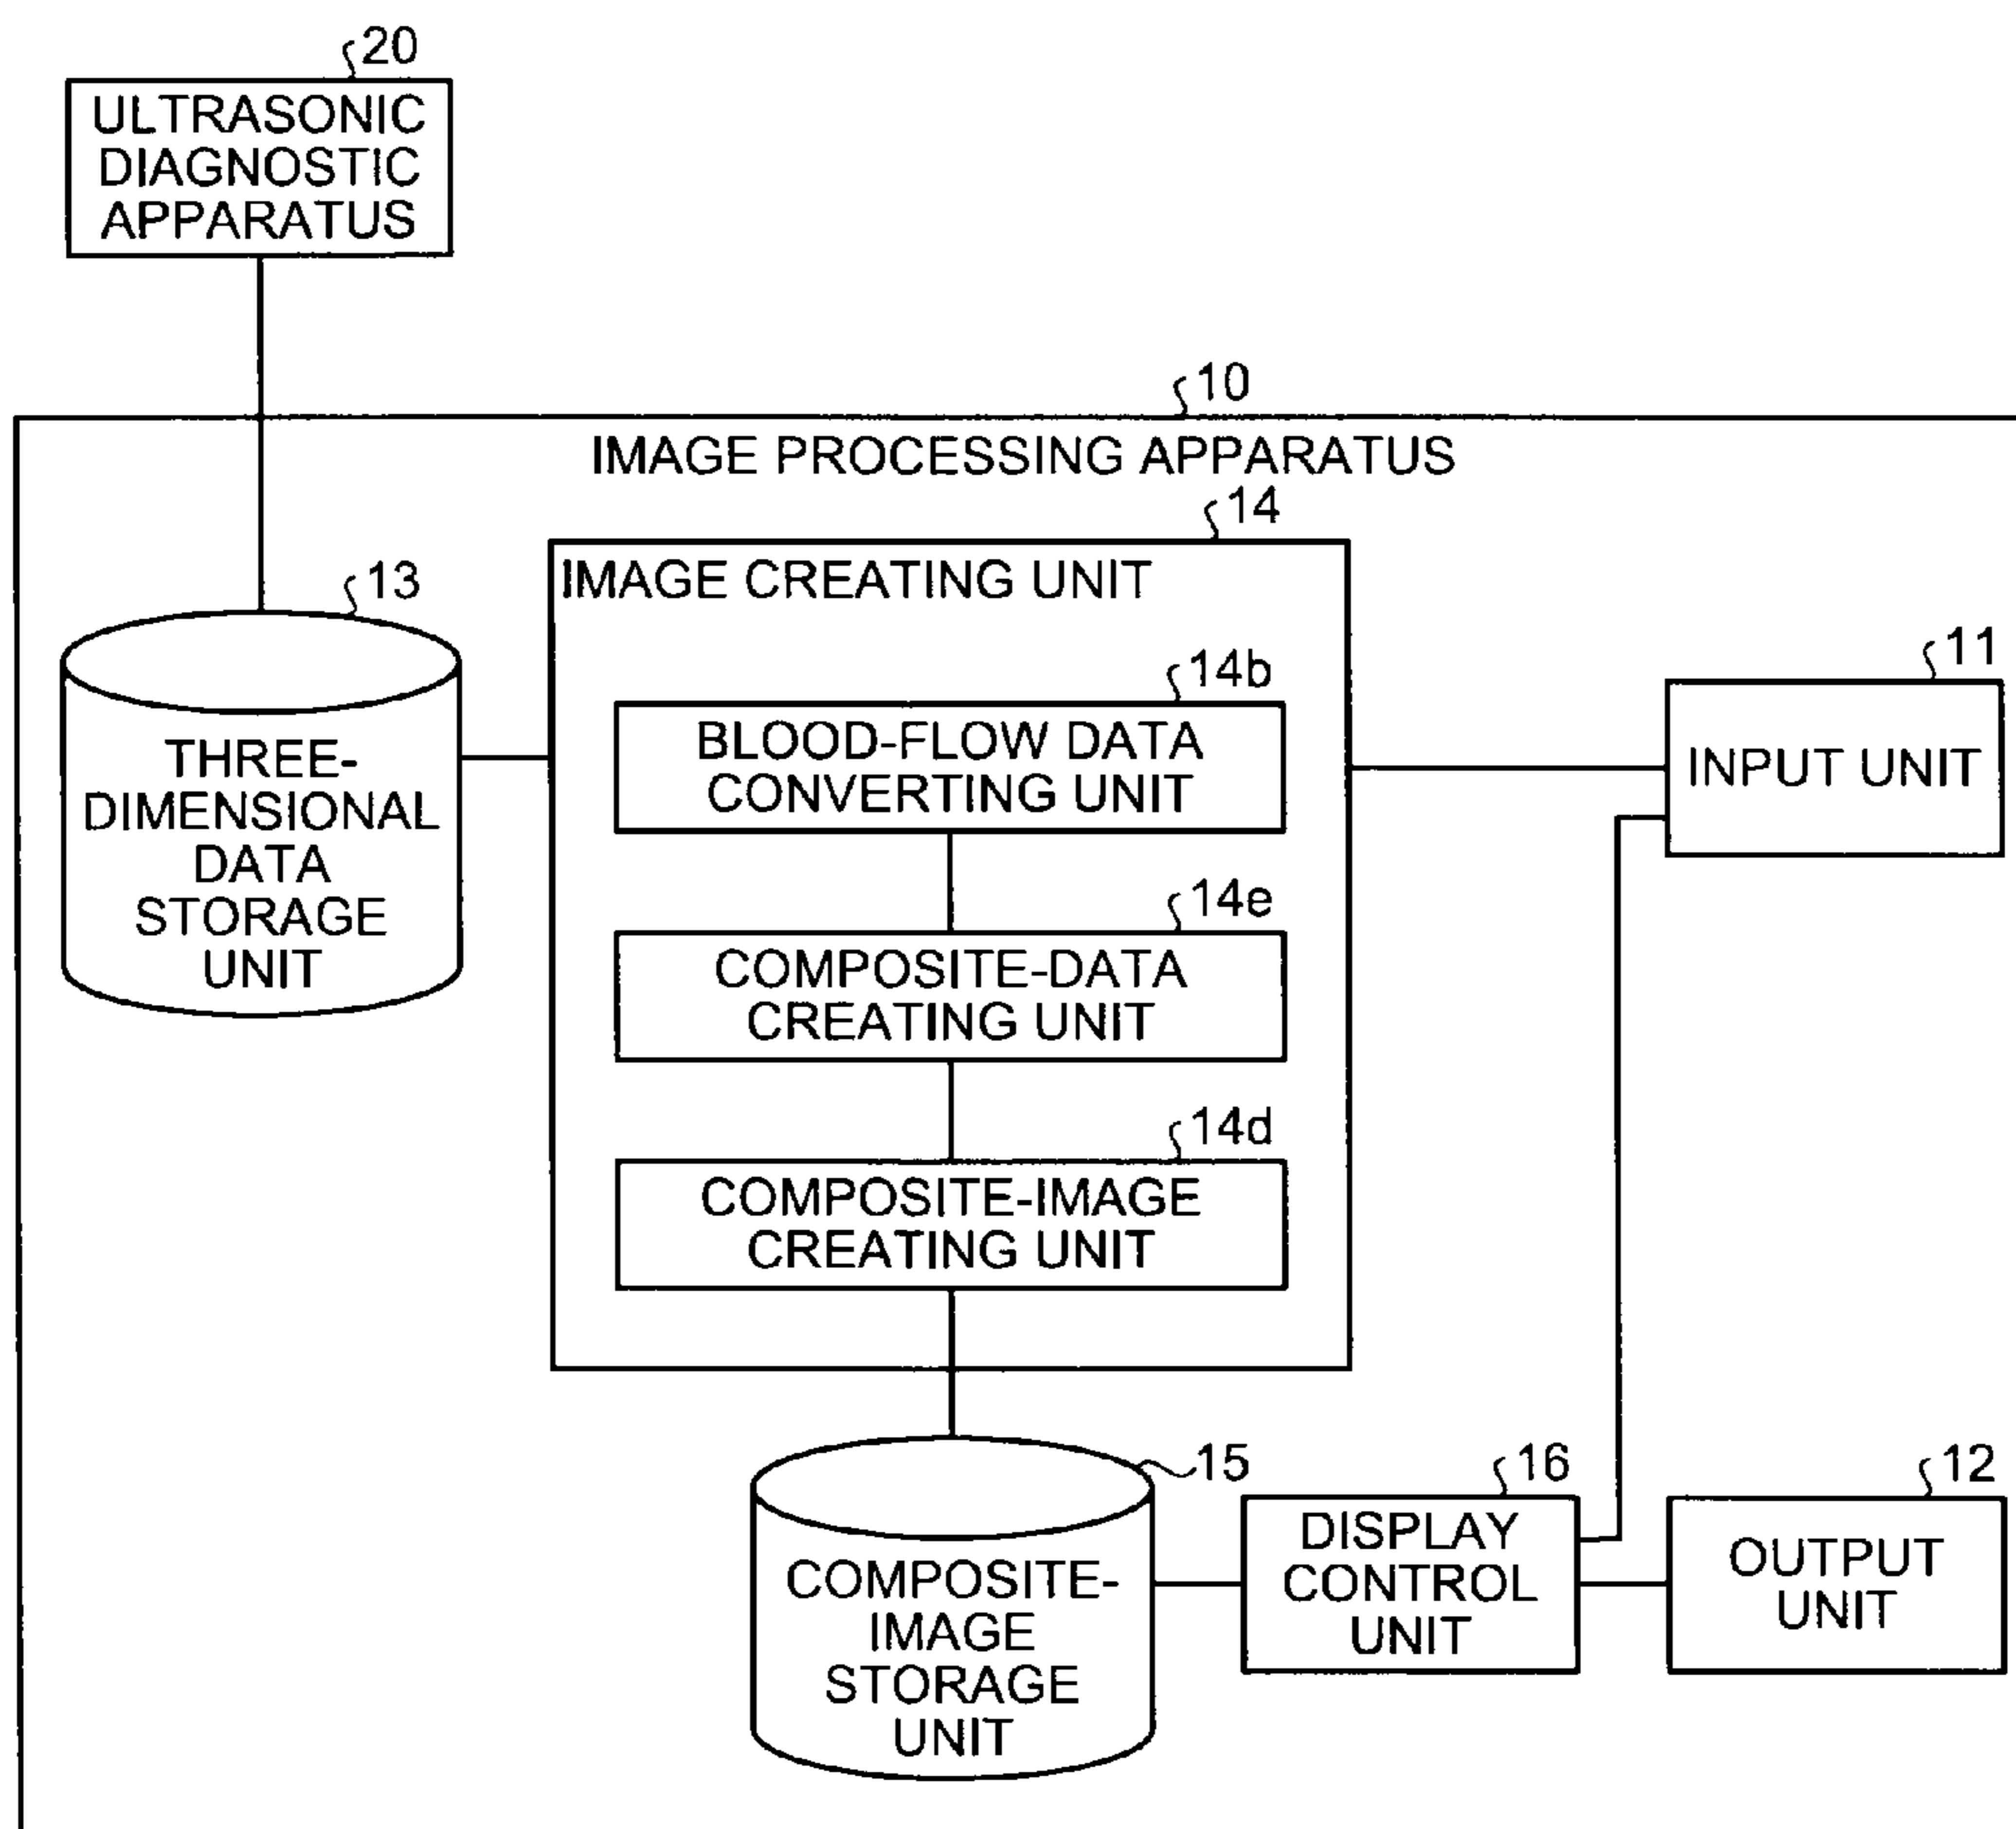 20
ULTRASONIC
DIAGNOSTIC
APPARATUS
10
IMAGE PROCESSING APPARATUS
14
IMAGE CREATING UNIT
13
THREE-
DIMENSIONAL
DATA
STORAGE
UNIT
14b
BLOOD-FLOW DATA
CONVERTING UNIT
11
INPUT UNIT
14e
COMPOSITE-DATA
CREATING UNIT
14d
COMPOSITE-IMAGE
CREATING UNIT
15
COMPOSITE-
IMAGE
STORAGE
UNIT
16
DISPLAY
CONTROL
UNIT
12
OUTPUT
UNIT